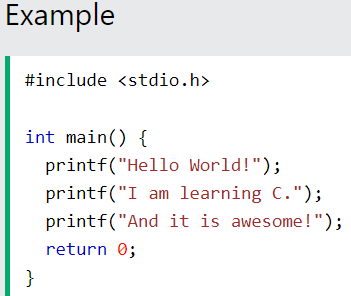 Example
#include <stdio.h>
int main() {
  printf("Hello World!");
  printf("I am learning C.");
  printf("And it is awesome!");
  return 0;
}